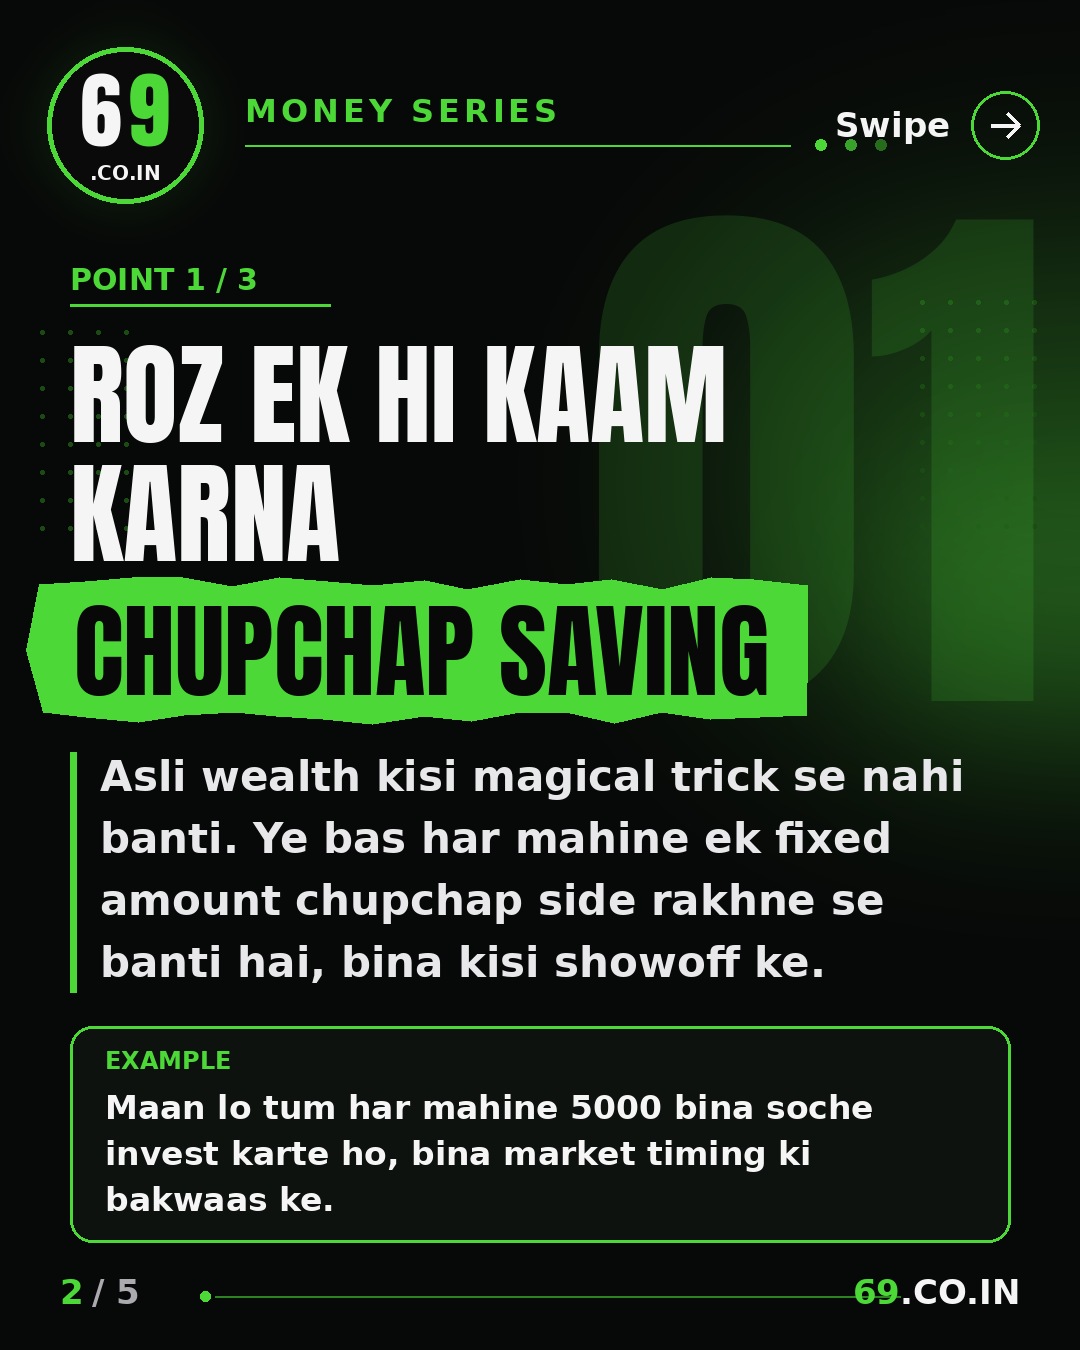 69
.CO.IN
MONEY SERIES
Swipe
01
POINT 1 / 3
ROZ EK HI KAAM
KARNA
CHUPCHAP SAVING
Asli wealth kisi magical trick se nahi
banti. Ye bas har mahine ek fixed
amount chupchap side rakhne se
banti hai, bina kisi showoff ke.
EXAMPLE
Maan lo tum har mahine 5000 bina soche
invest karte ho, bina market timing ki
bakwaas ke.
2 / 5
69.CO.IN